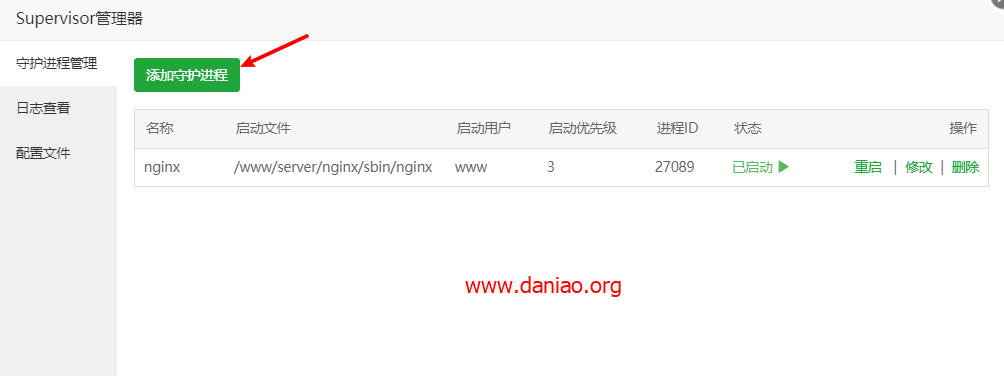 Supervisor管理器
守护进程管理
日志查看
配置文件
添加守护进程
名称 启动文件 启动用户 启动优先级 进程ID 状态 操作
nginx /www/server/nginx/sbin/nginx www 3 27089 已启动 重启 | 修改 | 删除
www.daniao.org